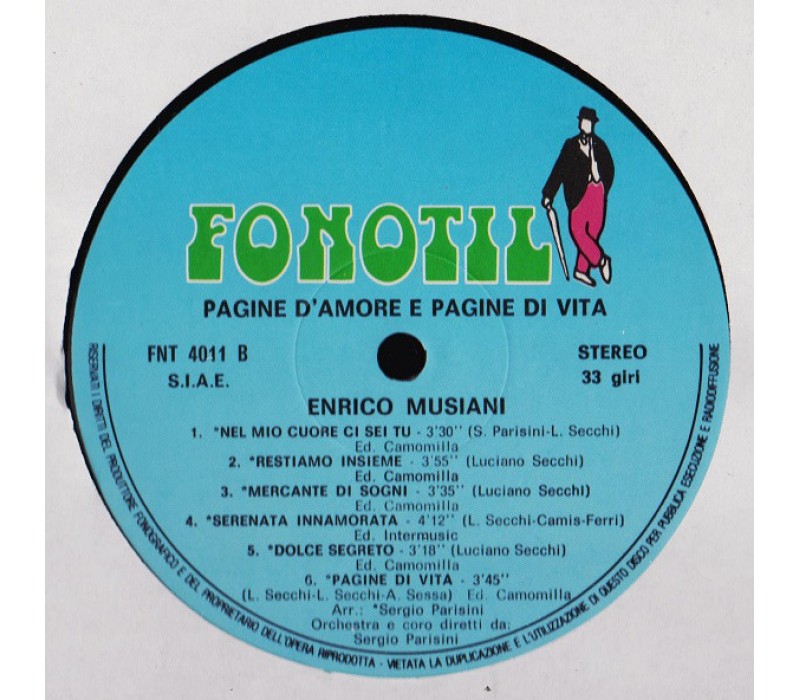 FONOTIL
PAGINE D'AMORE E PAGINE DI VITA
FNT 4011 B
S.I.A.E.
STEREO
33 giri
ENRICO MUSIANI
1. *NEL MIO CUORE CI SEI TU - 3'30'' (S. Parisini-L. Secchi)
Ed. Camomilla
2. *RESTIAMO INSIEME - 3'55'' (Luciano Secchi)
Ed. Camomilla
3. *MERCANTE DI SOGNI - 3'35'' (Luciano Secchi)
Ed. Camomilla
4. *SERENATA INNAMORATA - 4'12'' (L. Secchi-Camis-Ferri)
Ed. Intermusic
5. *DOLCE SEGRETO - 3'18'' (Luciano Secchi)
Ed. Camomilla
6. *PAGINE DI VITA - 3'45''
(L. Secchi-L. Secchi-A. Sessa) Ed. Camomilla
Arr.: *Sergio Parisini
Orchestra e coro diretti da:
Sergio Parisini
RISERVATI I DIRITTI DEL PRODUTTORE FONOGRAFICO E DEL PROPRIETARIO DELL'OPERA RIPRODOTTA - VIETATA LA DUPLICAZIONE E L'UTILIZZAZIONE DI QUESTO DISCO PER PUBBLICA ESECUZIONE E RADIODIFFUSIONE